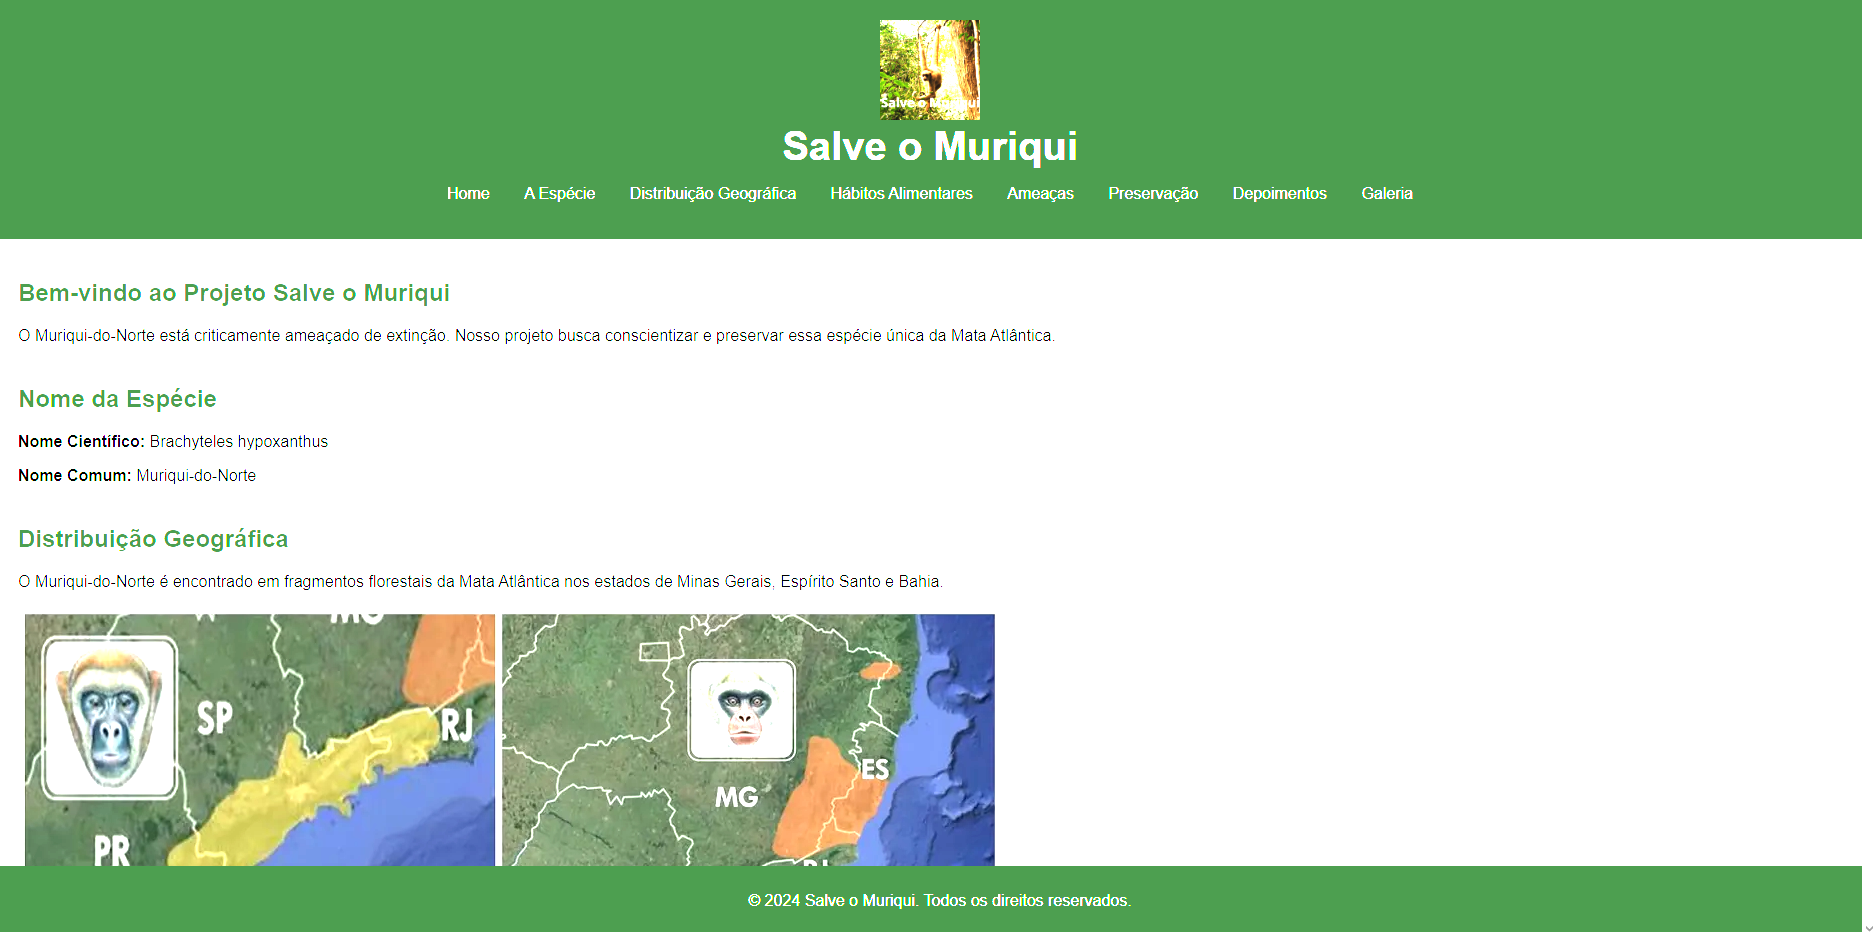 Salve o Muriqui
Salve o Muriqui
Home A Espécie Distribuição Geográfica Hábitos Alimentares Ameaças Preservação Depoimentos Galeria
Bem-vindo ao Projeto Salve o Muriqui
O Muriqui-do-Norte está criticamente ameaçado de extinção. Nosso projeto busca conscientizar e preservar essa espécie única da Mata Atlântica.
Nome da Espécie
Nome Científico: Brachyteles hypoxanthus
Nome Comum: Muriqui-do-Norte
Distribuição Geográfica
O Muriqui-do-Norte é encontrado em fragmentos florestais da Mata Atlântica nos estados de Minas Gerais, Espírito Santo e Bahia.
MG
SP
RJ
PR
MG
ES
RJ
© 2024 Salve o Muriqui. Todos os direitos reservados.